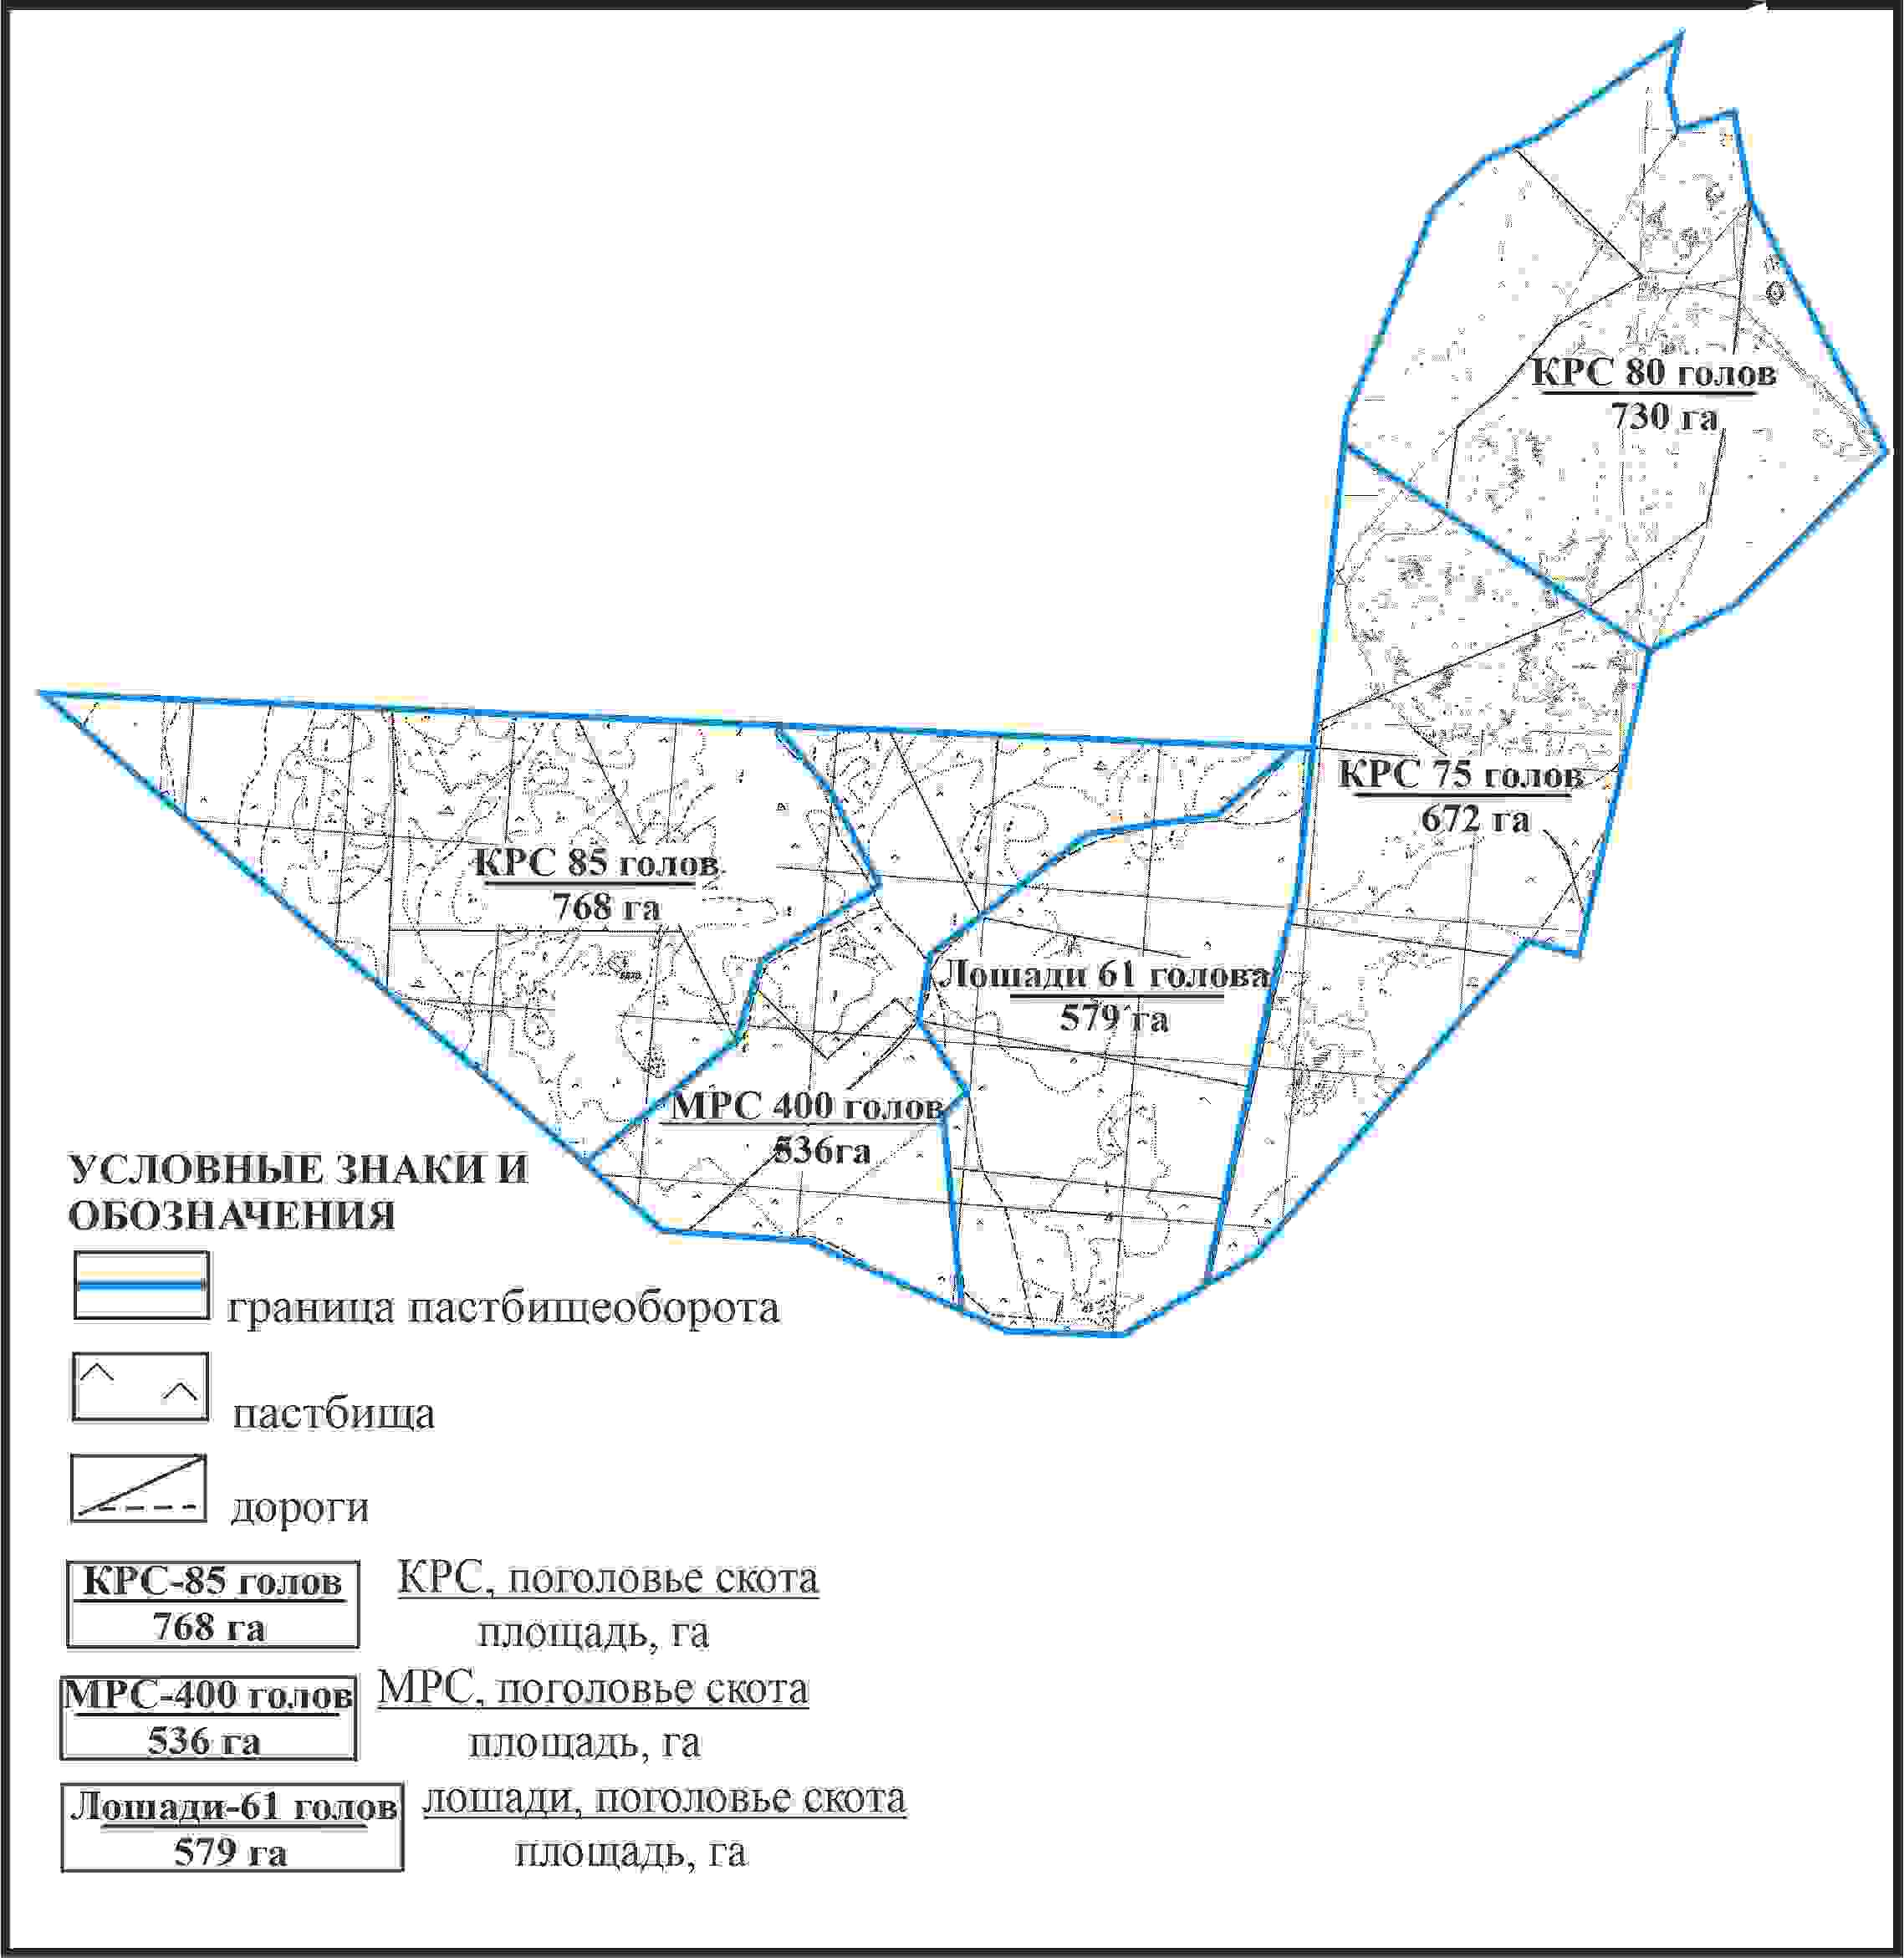 КРС 80 голов
730 га
КРС 75 голов
672 га
КРС 85 голов
768 га
Лошади 61 голова
579 га
МРС 400 голов
536га
УСЛОВНЫЕ ЗНАКИ И
ОБОЗНАЧЕНИЯ
граница пастбищеоборота
пастбища
дороги
КРС-85 голов
768 га
КРС, поголовье скота
площадь, га
МРС-400 голов
536 га
МРС, поголовье скота
площадь, га
Лошади-61 голов
579 га
лошади, поголовье скота
площадь, га